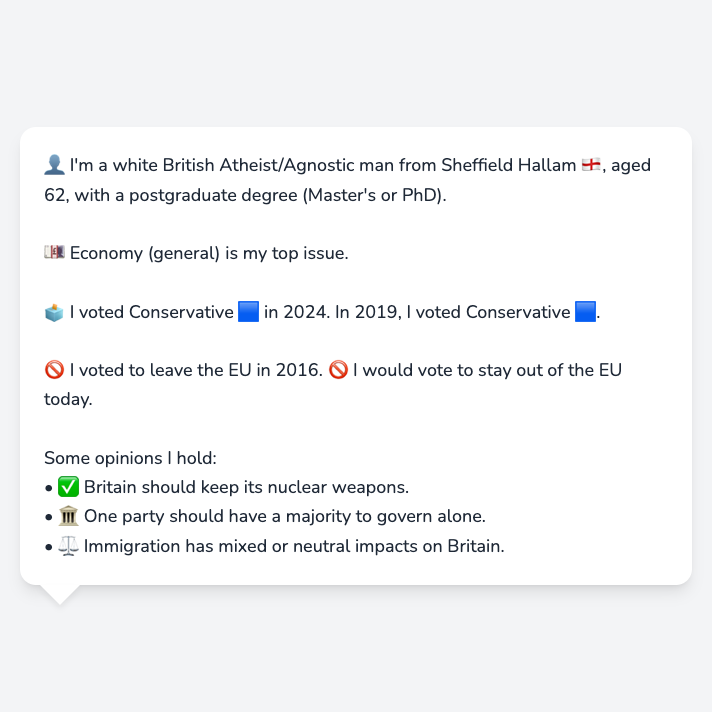 👤 I'm a white British Atheist/Agnostic man from Sheffield Hallam 🏴󠁧󠁢󠁥󠁮󠁧󠁿, aged
62, with a postgraduate degree (Master's or PhD).
💷 Economy (general) is my top issue.
🗳️ I voted Conservative 🟦 in 2024. In 2019, I voted Conservative 🟦.
🚫 I voted to leave the EU in 2016. 🚫 I would vote to stay out of the EU
today.
Some opinions I hold:
• ✅ Britain should keep its nuclear weapons.
• 🏛️ One party should have a majority to govern alone.
• ⚖️ Immigration has mixed or neutral impacts on Britain.